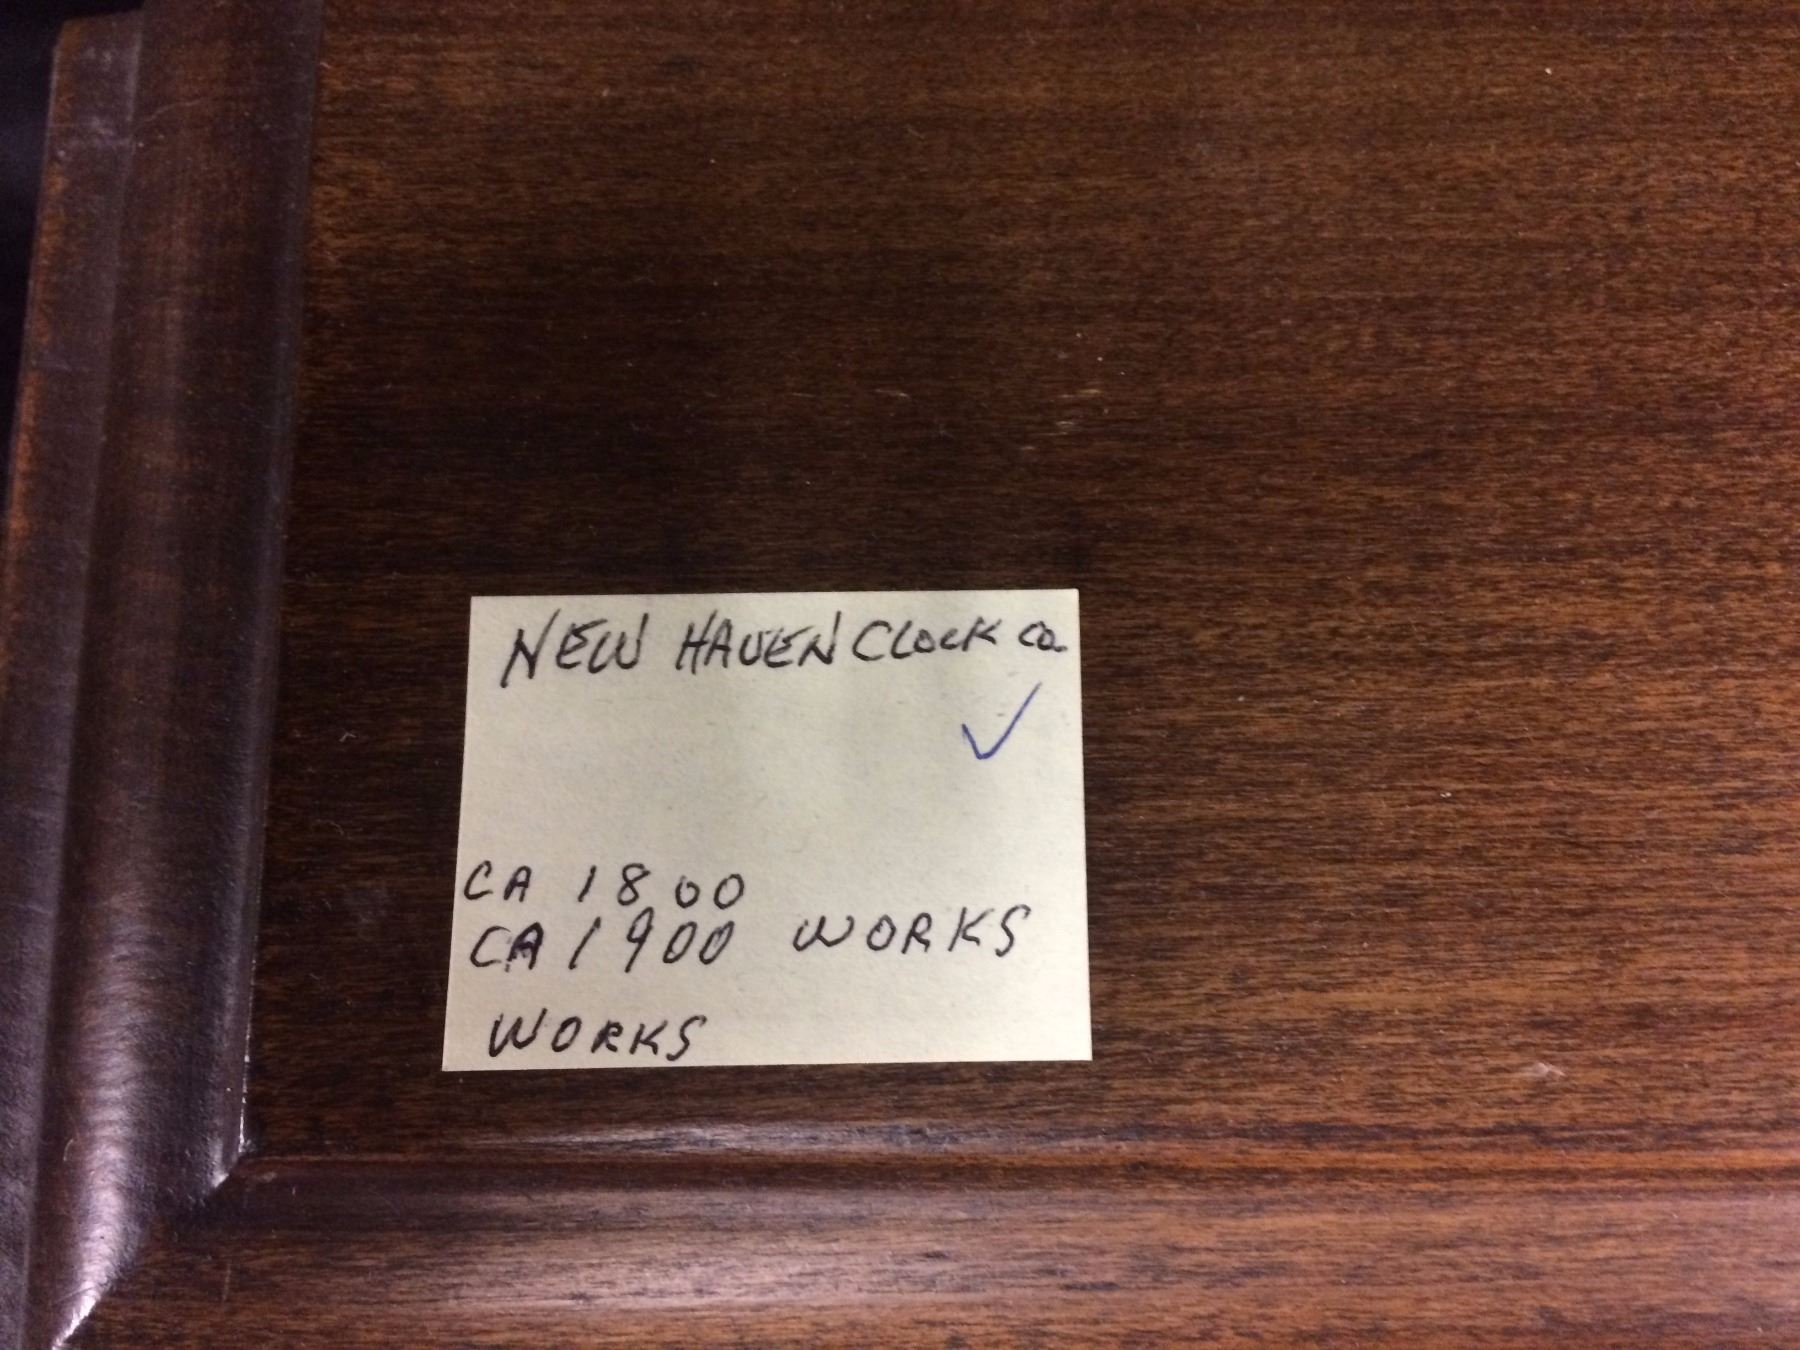 NEW HAVEN CLOCK CO.
✓
CA 1800
CA 1900 WORKS
WORKS